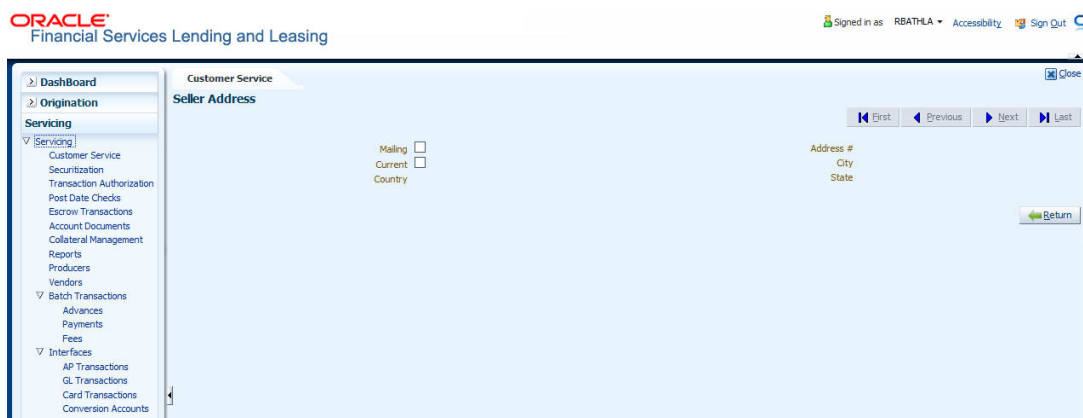 ORACLE
Financial Services Lending and Leasing
Signed in as RBATHLA Accessibility Sign Out
DashBoard
Origination
Servicing
Servicing
Customer Service
Securitization
Transaction Authorization
Post Date Checks
Escrow Transactions
Account Documents
Collateral Management
Reports
Producers
Vendors
Batch Transactions
Advances
Payments
Fees
Interfaces
AP Transactions
GL Transactions
Card Transactions
Conversion Accounts
Customer Service
Close
Seller Address
First Previous Next Last
Mailing
Current
Country
Address #
City
State
Return